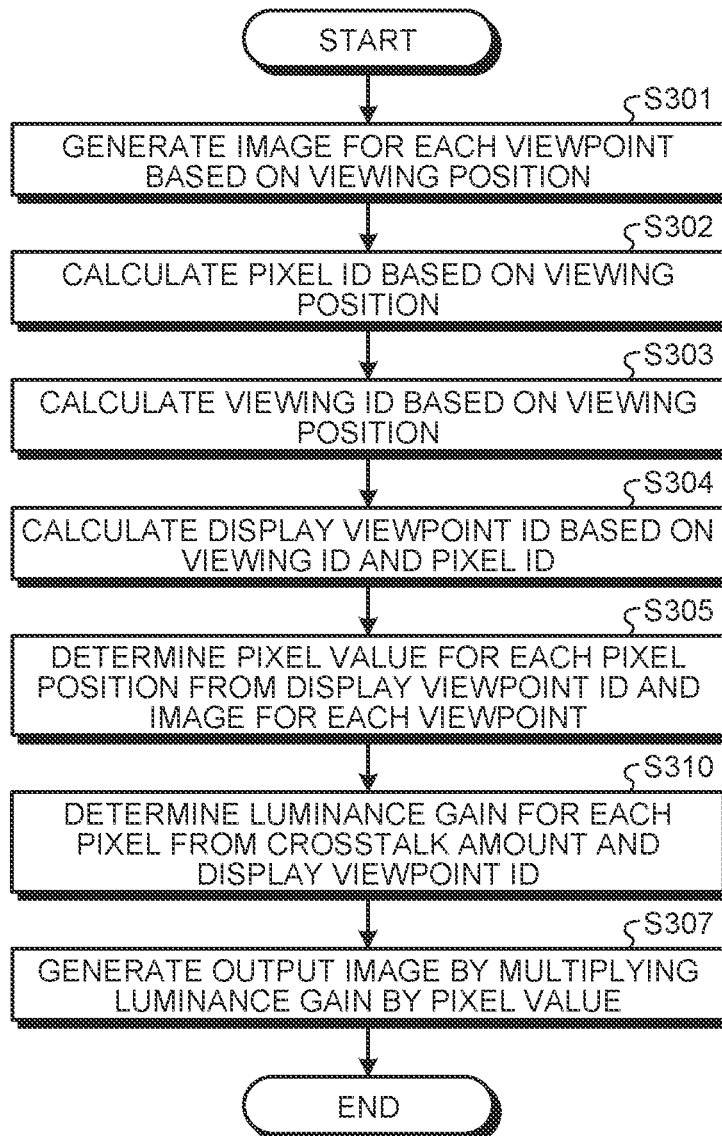 START
S301
GENERATE IMAGE FOR EACH VIEWPOINT
BASED ON VIEWING POSITION
S302
CALCULATE PIXEL ID BASED ON VIEWING
POSITION
S303
CALCULATE VIEWING ID BASED ON VIEWING
POSITION
S304
CALCULATE DISPLAY VIEWPOINT ID BASED ON
VIEWING ID AND PIXEL ID
S305
DETERMINE PIXEL VALUE FOR EACH PIXEL
POSITION FROM DISPLAY VIEWPOINT ID AND
IMAGE FOR EACH VIEWPOINT
S310
DETERMINE LUMINANCE GAIN FOR EACH
PIXEL FROM CROSSTALK AMOUNT AND
DISPLAY VIEWPOINT ID
S307
GENERATE OUTPUT IMAGE BY MULTIPLYING
LUMINANCE GAIN BY PIXEL VALUE
END